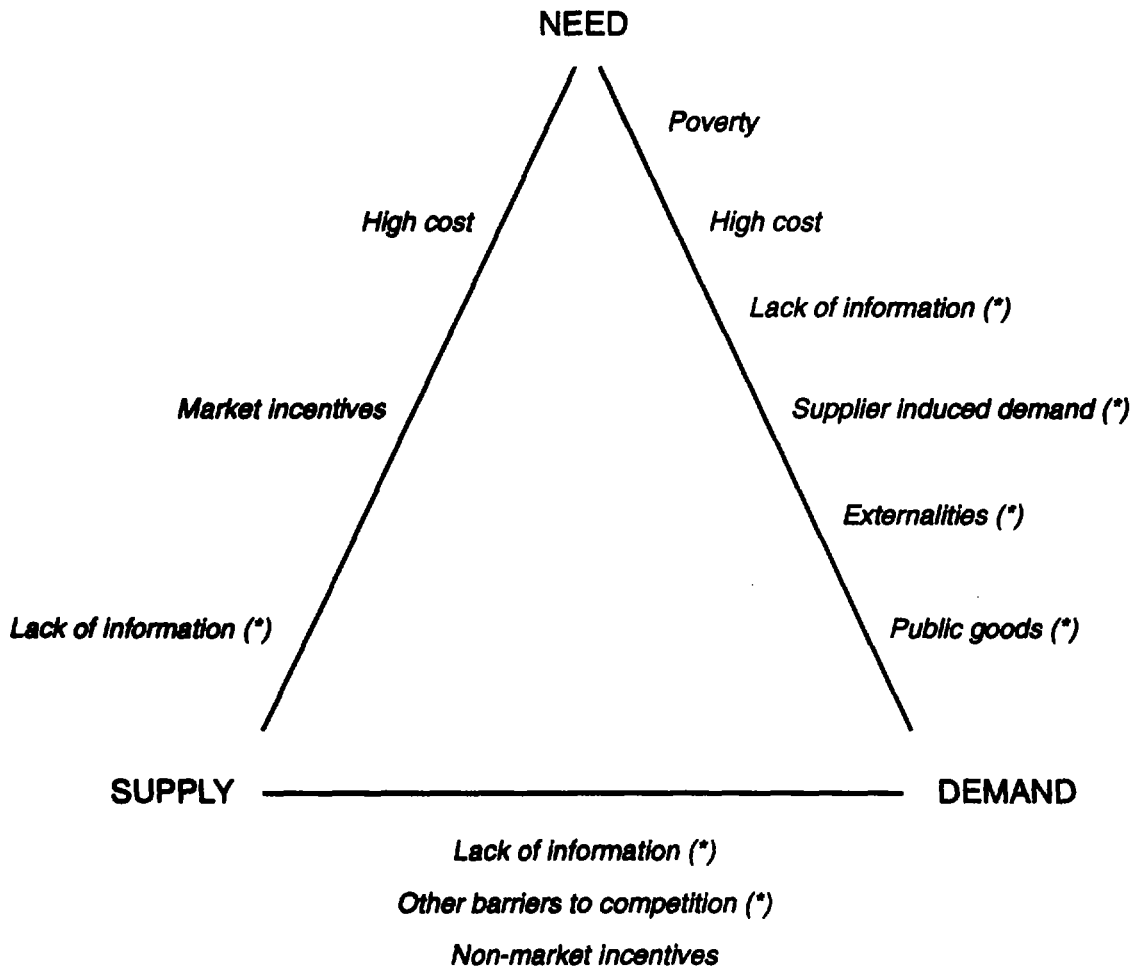 NEED
Poverty
High cost
High cost
Lack of information (*)
Market incentives
Supplier induced demand (*)
Externalities (*)
Lack of information (*)
Public goods (*)
SUPPLY
DEMAND
Lack of information (*)
Other barriers to competition (*)
Non-market incentives